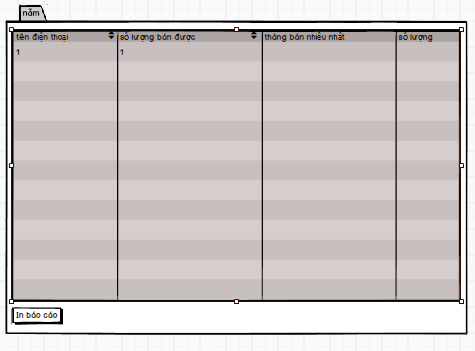 năm
tên điện thoại số lượng bán được tháng bán nhiều nhất số lượng
1 1
In báo cáo